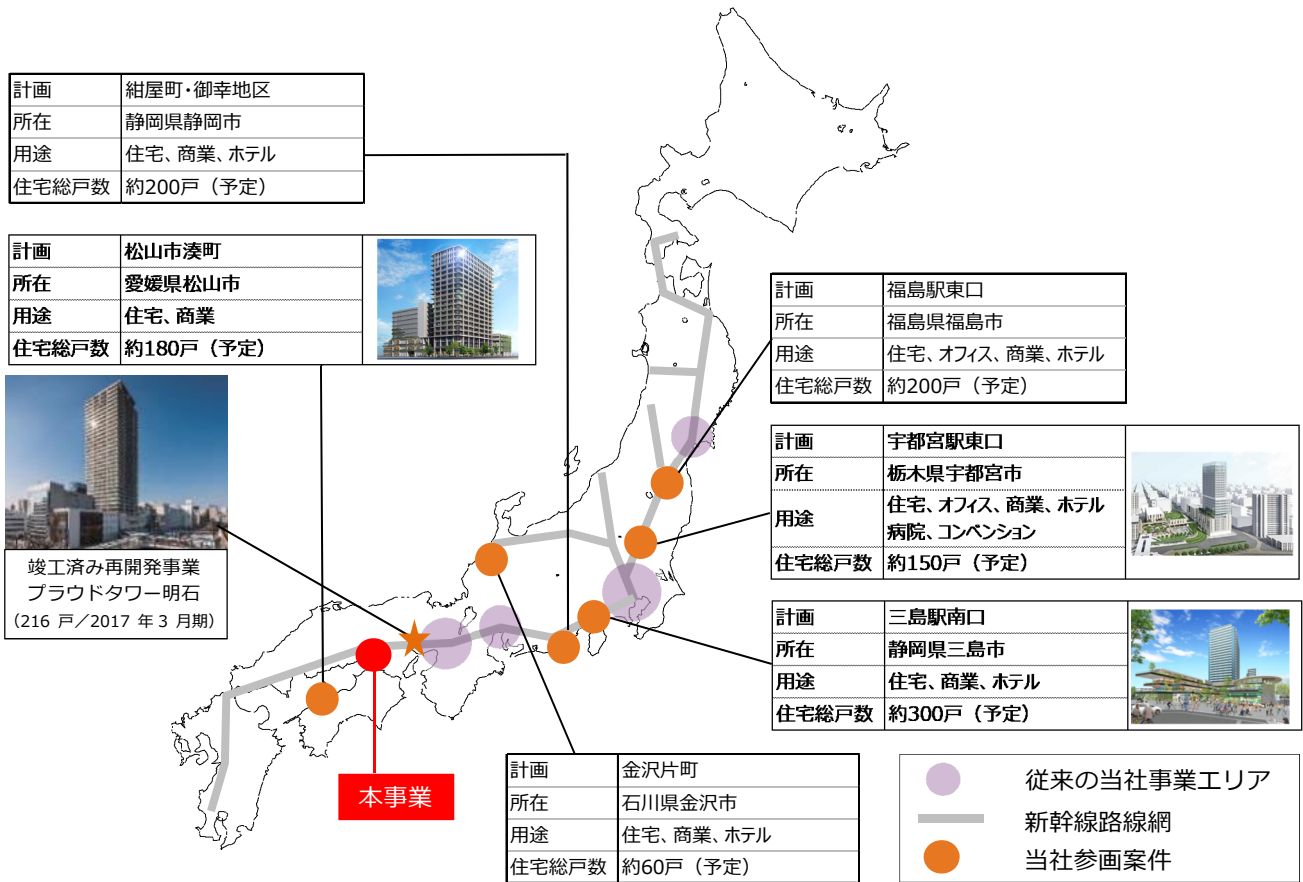 計画 紺屋町・御幸地区
所在 静岡県静岡市
用途 住宅、商業、ホテル
住宅総戸数 約200戸（予定）
計画 松山市湊町
所在 愛媛県松山市
用途 住宅、商業
住宅総戸数 約180戸（予定）
竣工済み再開発事業
プラウドタワー明石
（216 戸／2017 年 3 月期）
計画 福島駅東口
所在 福島県福島市
用途 住宅、オフィス、商業、ホテル
住宅総戸数 約200戸（予定）
計画 宇都宮駅東口
所在 栃木県宇都宮市
用途 住宅、オフィス、商業、ホテル
病院、コンベンション
住宅総戸数 約150戸（予定）
計画 三島駅南口
所在 静岡県三島市
用途 住宅、商業、ホテル
住宅総戸数 約300戸（予定）
本事業
計画 金沢片町
所在 石川県金沢市
用途 住宅、商業、ホテル
住宅総戸数 約60戸（予定）
従来の当社事業エリア
新幹線路線網
当社参画案件